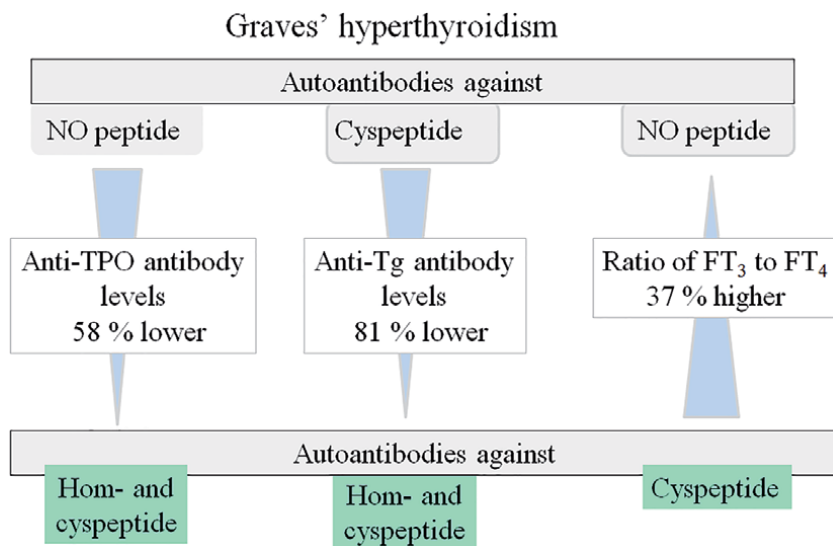 Graves’ hyperthyroidism
Autoantibodies against
NO peptide
Cyspeptide
NO peptide
Anti-TPO antibody
levels
58 % lower
Anti-Tg antibody
levels
81 % lower
Ratio of FT₃ to FT₄
37 % higher
Autoantibodies against
Hom- and
cyspeptide
Hom- and
cyspeptide
Cyspeptide